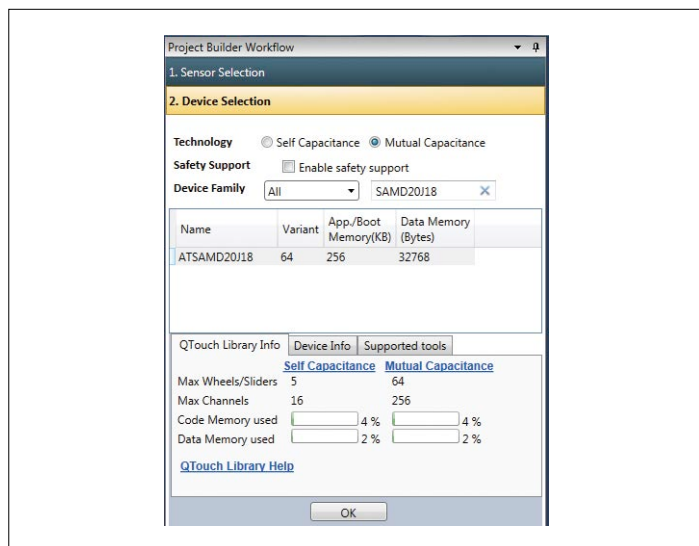 Project Builder Workflow
1. Sensor Selection
2. Device Selection
Technology Self Capacitance Mutual Capacitance
Safety Support Enable safety support
Device Family All SAMD20J18
Name Variant App./Boot Memory(KB) Data Memory (Bytes)
ATSAMD20J18 64 256 32768
QTouch Library Info Device Info Supported tools
Self Capacitance Mutual Capacitance
Max Wheels/Sliders 5 64
Max Channels 16 256
Code Memory used 4 % 4 %
Data Memory used 2 % 2 %
QTouch Library Help
OK